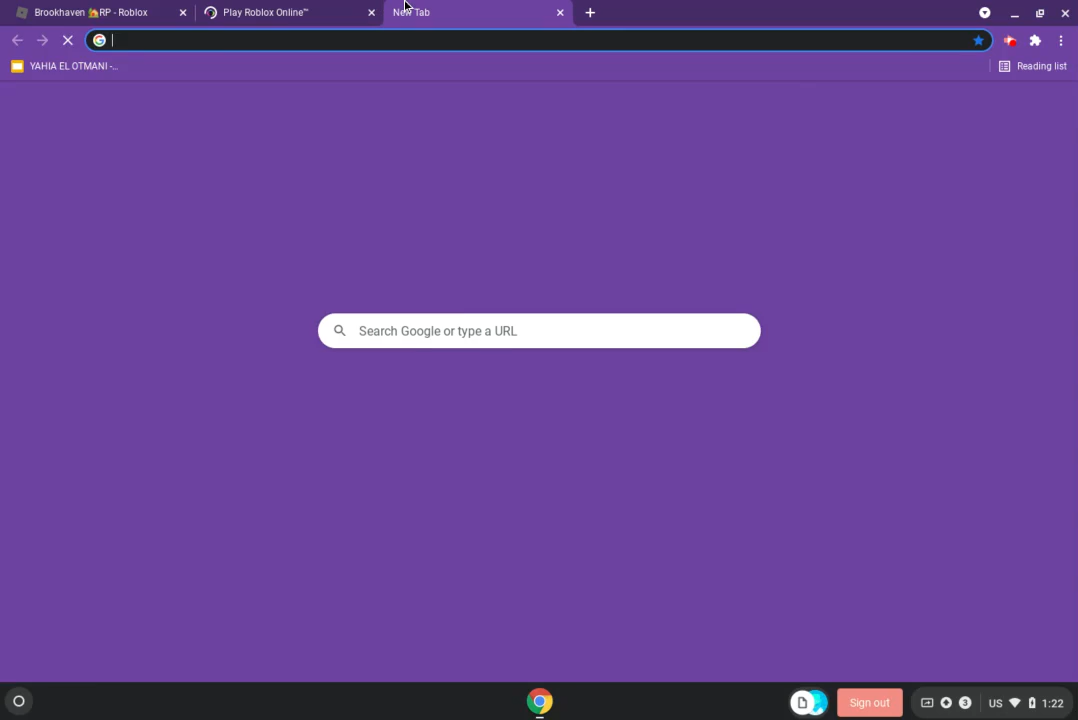 Brookhaven 🏡RP - Roblox
Play Roblox Online™
New Tab
YAHIA EL OTMANI -...
Reading list
Search Google or type a URL
Sign out
3
US
1:22